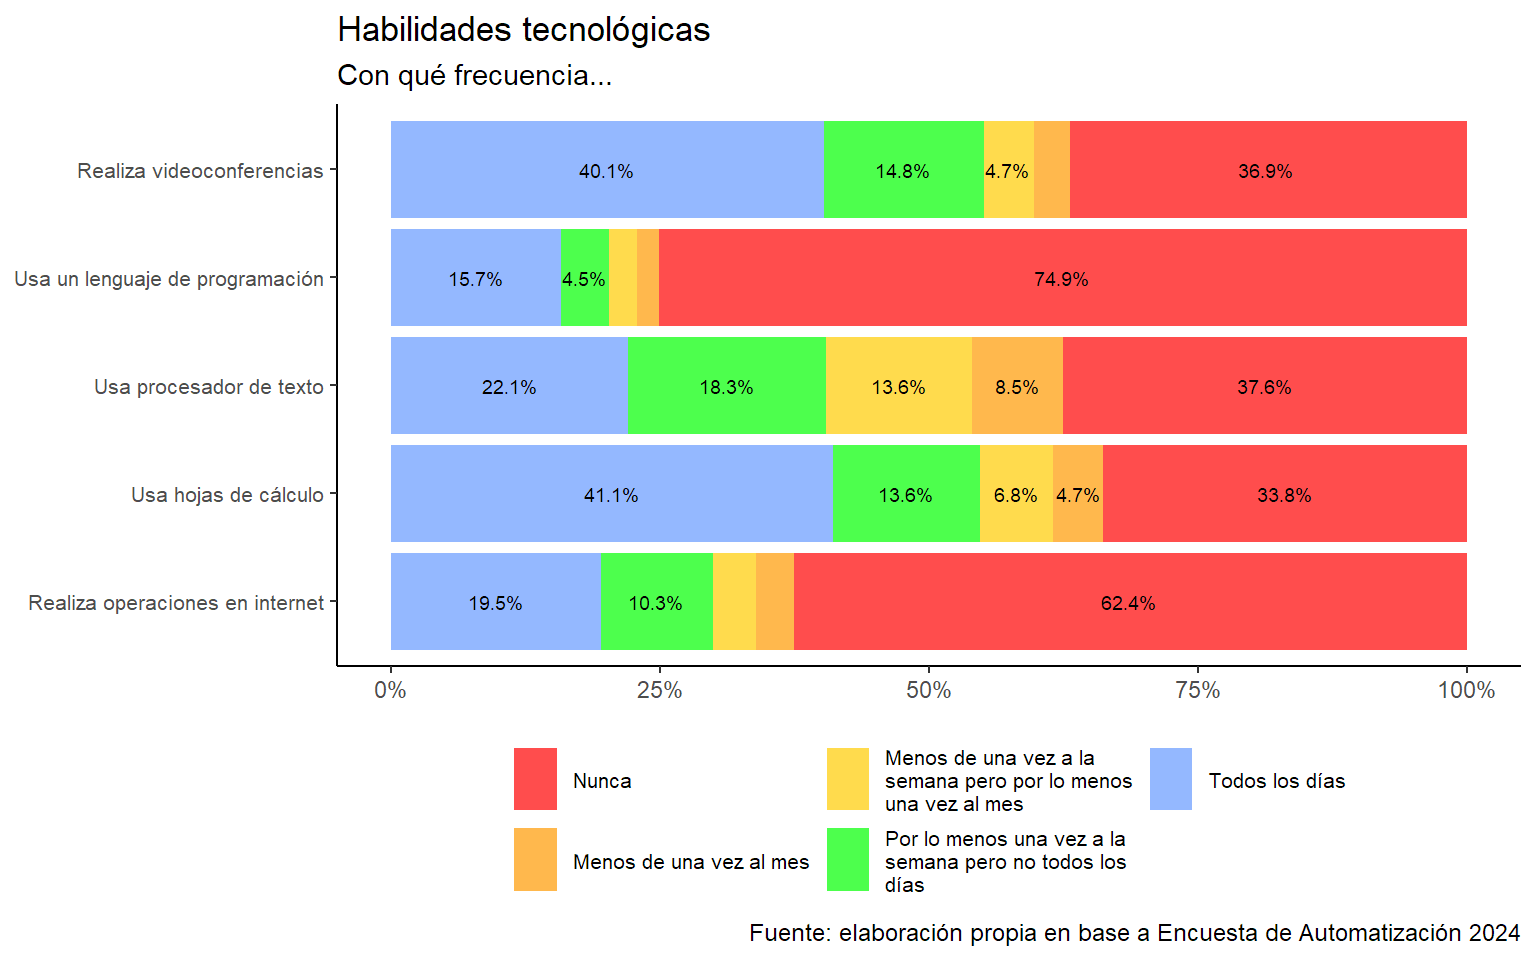 Habilidades tecnológicas
Con qué frecuencia...
Realiza videoconferencias
40.1%
14.8%
4.7%
36.9%
Usa un lenguaje de programación
15.7%
4.5%
74.9%
Usa procesador de texto
22.1%
18.3%
13.6%
8.5%
37.6%
Usa hojas de cálculo
41.1%
13.6%
6.8%
4.7%
33.8%
Realiza operaciones en internet
19.5%
10.3%
62.4%
0%
25%
50%
75%
100%
Nunca
Menos de una vez al mes
Menos de una vez a la
semana pero por lo menos
una vez al mes
Por lo menos una vez a la
semana pero no todos los
días
Todos los días
Fuente: elaboración propia en base a Encuesta de Automatización 2024